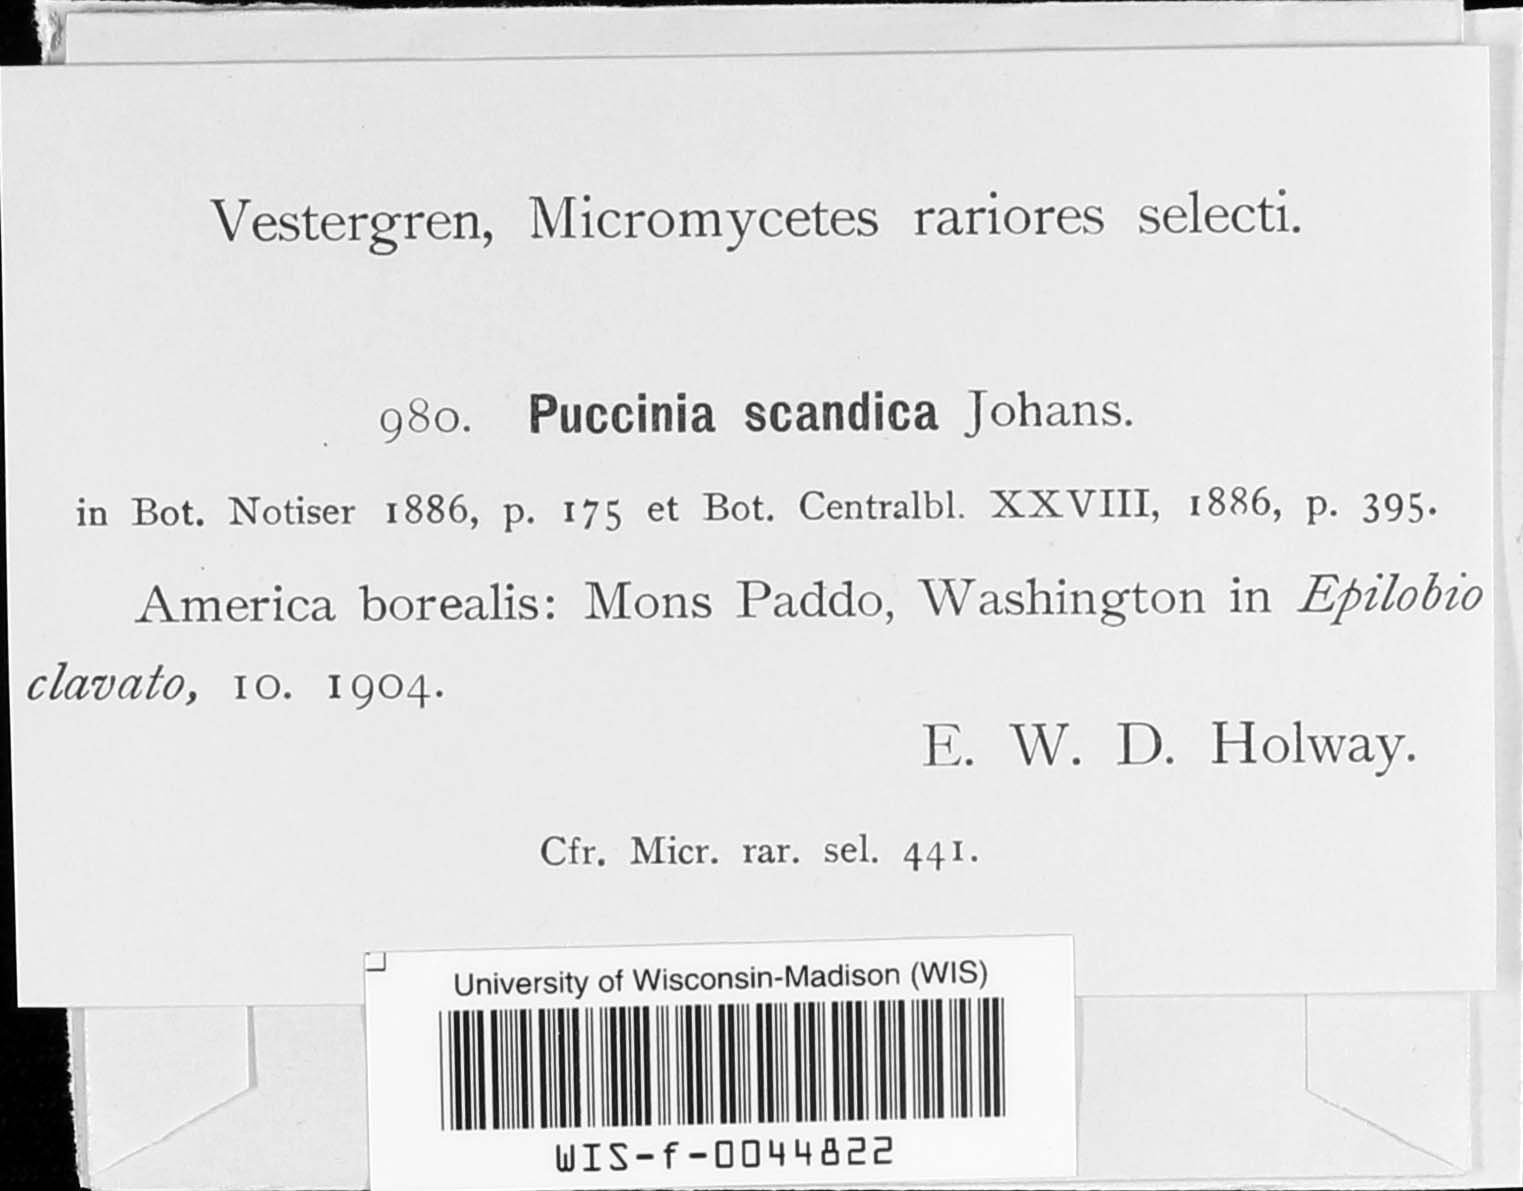 Vestergren, Micromycetes rariores selecti.
980. Puccinia scandica Johans.
in Bot. Notiser 1886, p. 175 et Bot. Centralbl. XXVIII, 1886, p. 395.
America borealis: Mons Paddo, Washington in Epilobio
clavato, 10. 1904.
E. W. D. Holway.
Cfr. Micr. rar. sel. 441.
University of Wisconsin-Madison (WIS)
WIS-f-0044822